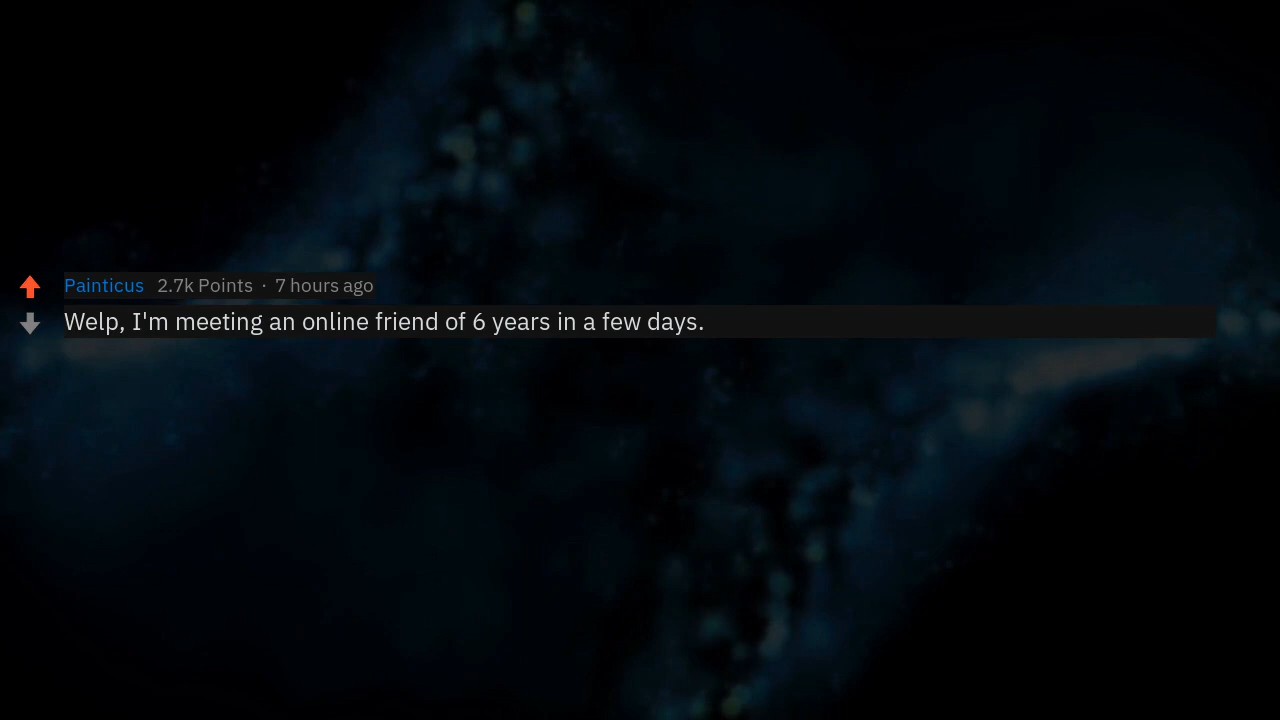 Painticus 2.7k Points · 7 hours ago
Welp, I'm meeting an online friend of 6 years in a few days.